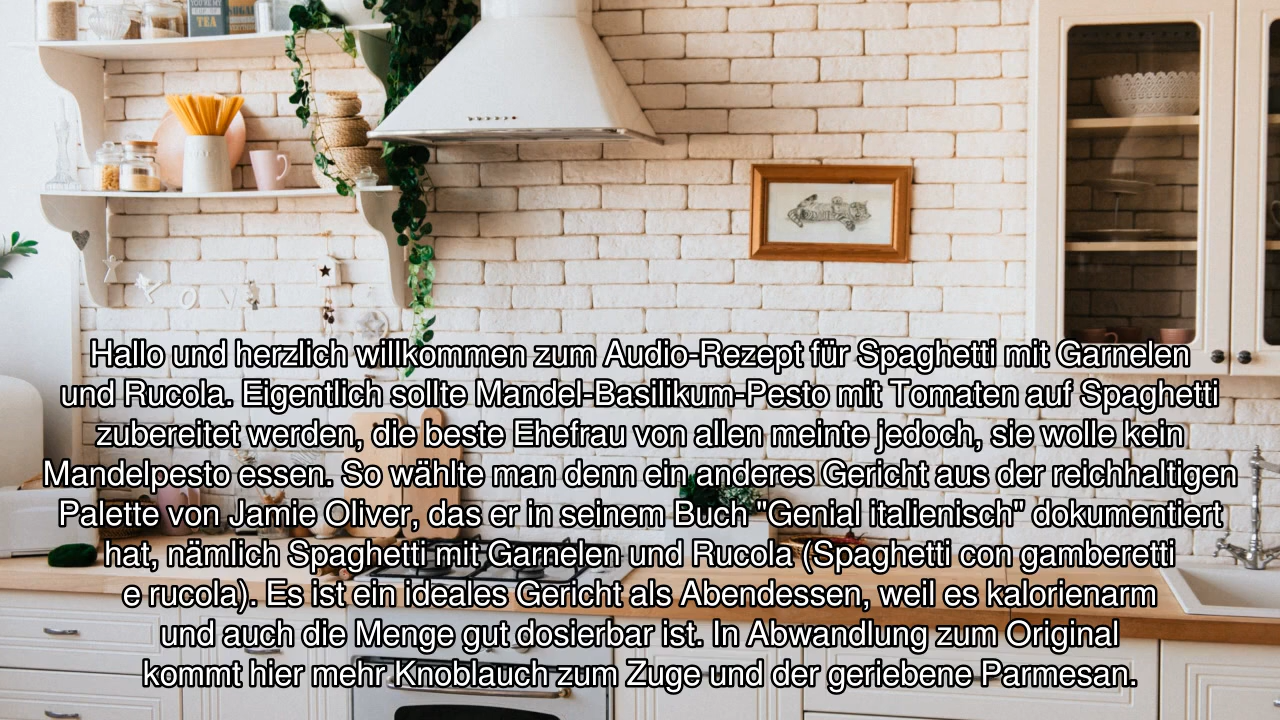 TEA
SUGAR
Hallo und herzlich willkommen zum Audio-Rezept für Spaghetti mit Garnelen
und Rucola. Eigentlich sollte Mandel-Basilikum-Pesto mit Tomaten auf Spaghetti
zubereitet werden, die beste Ehefrau von allen meinte jedoch, sie wolle kein
Mandelpesto essen. So wählte man denn ein anderes Gericht aus der reichhaltigen
Palette von Jamie Oliver, das er in seinem Buch "Genial italienisch" dokumentiert
hat, nämlich Spaghetti mit Garnelen und Rucola (Spaghetti con gamberetti
e rucola). Es ist ein ideales Gericht als Abendessen, weil es kalorienarm
und auch die Menge gut dosierbar ist. In Abwandlung zum Original
kommt hier mehr Knoblauch zum Zuge und der geriebene Parmesan.